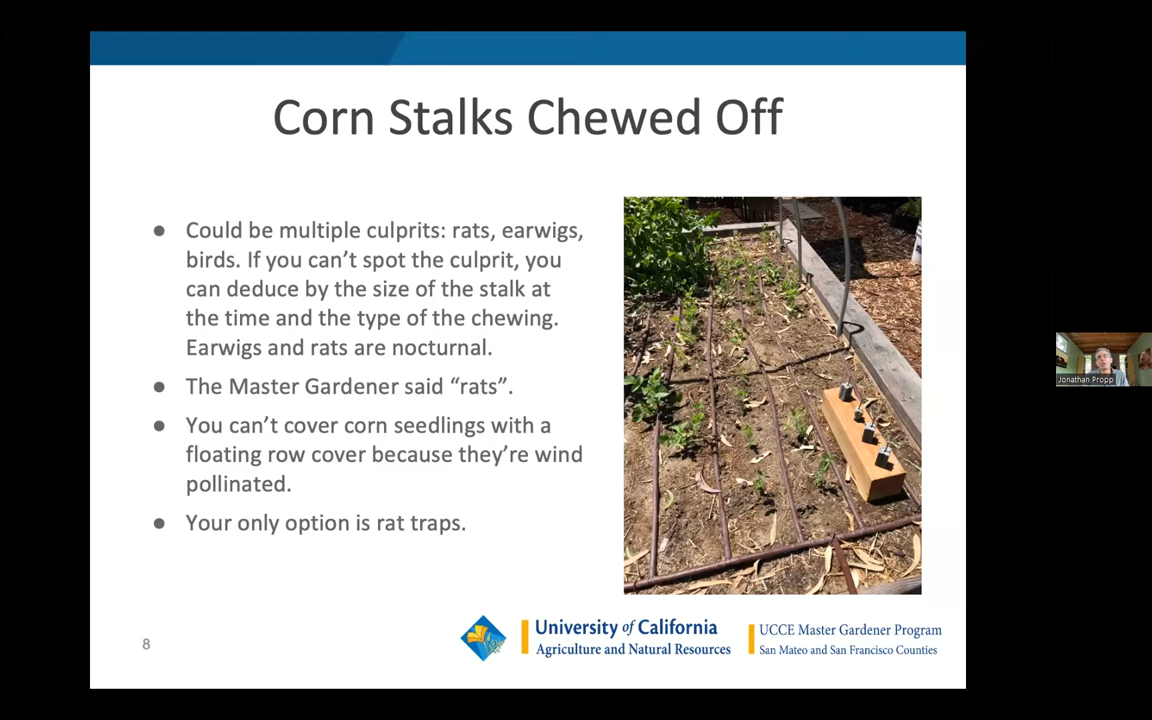 Corn Stalks Chewed Off
● Could be multiple culprits: rats, earwigs,
birds. If you can’t spot the culprit, you
can deduce by the size of the stalk at
the time and the type of the chewing.
Earwigs and rats are nocturnal.
● The Master Gardener said “rats”.
● You can’t cover corn seedlings with a
floating row cover because they’re wind
pollinated.
● Your only option is rat traps.
Jonathan Propp
8
University of California
Agriculture and Natural Resources
UCCE Master Gardener Program
San Mateo and San Francisco Counties